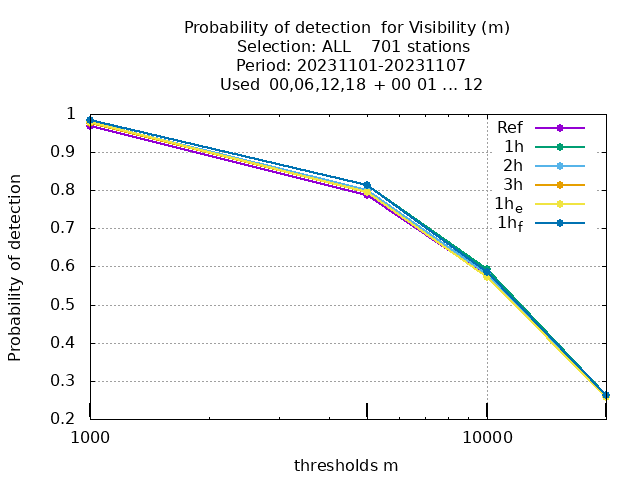 Probability of detection  for Visibility (m)
Selection: ALL    701 stations
Period: 20231101-20231107
Used  00,06,12,18  + 00 01 ... 12
Probability of detection
1
0.9
0.8
0.7
0.6
0.5
0.4
0.3
0.2
Ref
1h
2h
3h
1he
1hf
1000
10000
thresholds m